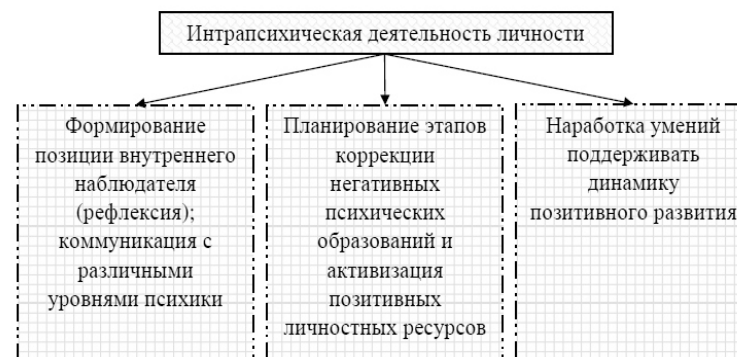 Интрапсихическая деятельность личности
Формирование
позиции внутреннего
наблюдателя
(рефлексия);
коммуникация с
различными
уровнями психики
Планирование этапов
коррекции
негативных
психических
образований и
активизация
позитивных
личностных ресурсов
Наработка умений
поддерживать
динамику
позитивного развития